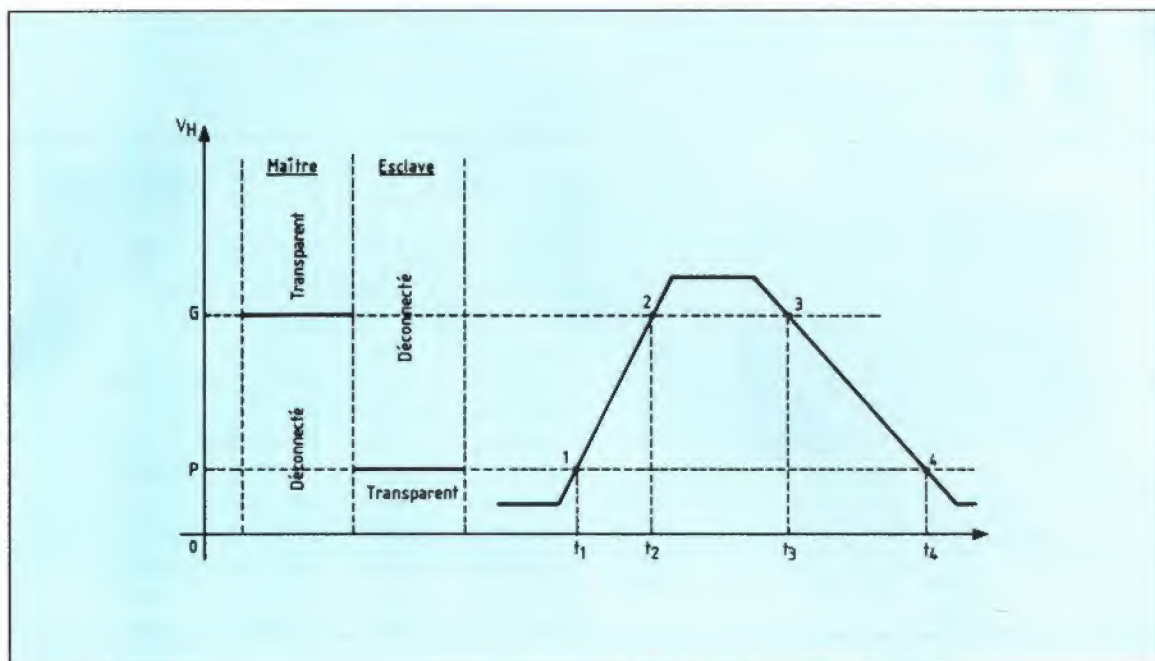 VH
Maître
Esclave
Transparent
Déconnecté
Déconnecté
Transparent
G
P
0
1
2
3
4
t1
t2
t3
t4